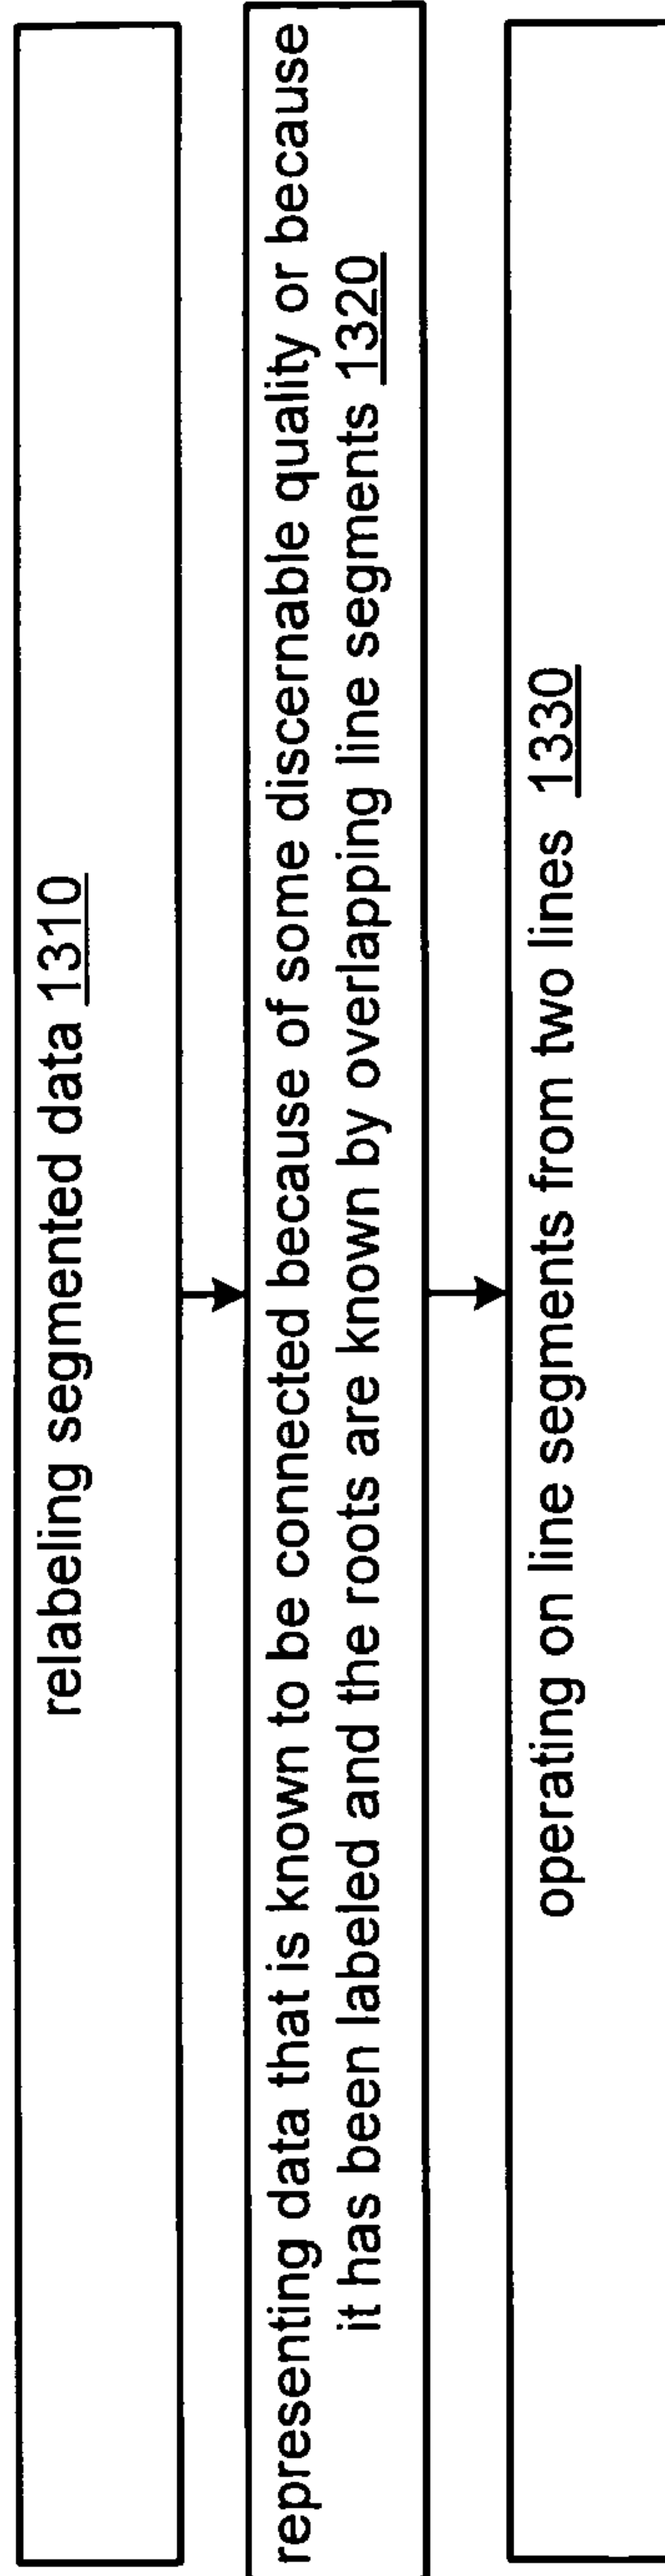 relabeling segmented data 1310
representing data that is known to be connected because of some discernable quality or because
it has been labeled and the roots are known by overlapping line segments 1320
operating on line segments from two lines 1330